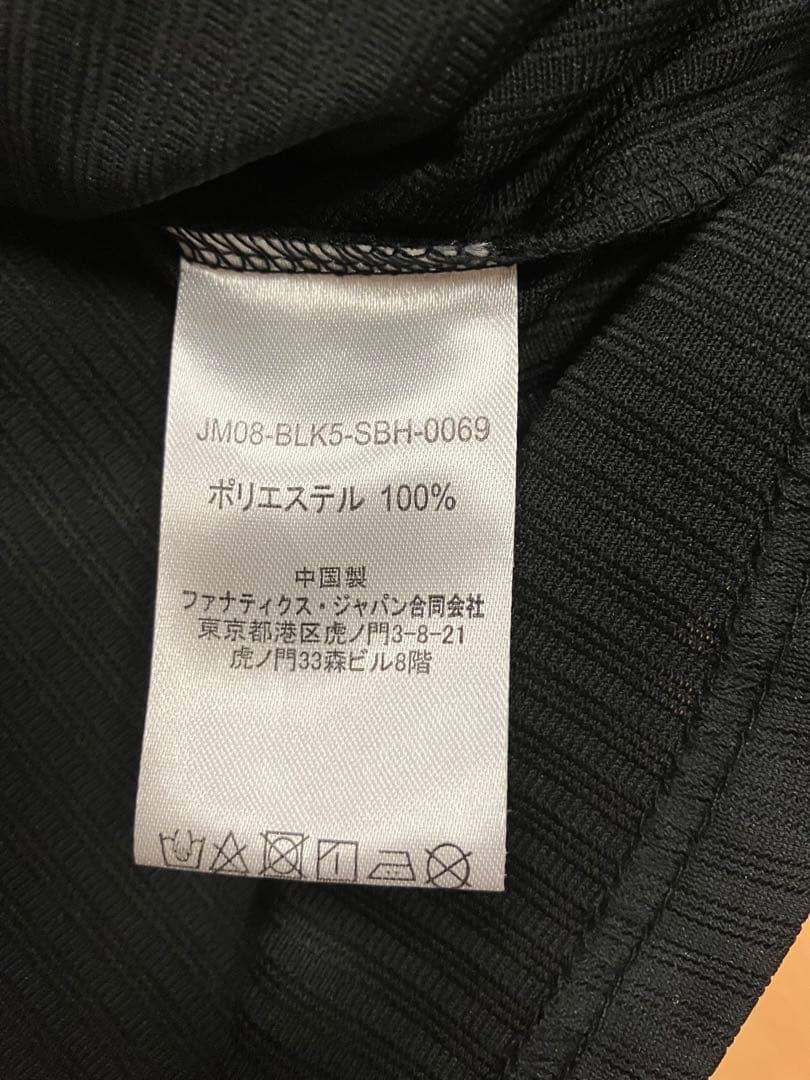 JM08-BLK5-SBH-0069
ポリエステル 100%
中国製
ファナティクス・ジャパン合同会社
東京都港区虎ノ門3-8-21
虎ノ門33森ビル8階